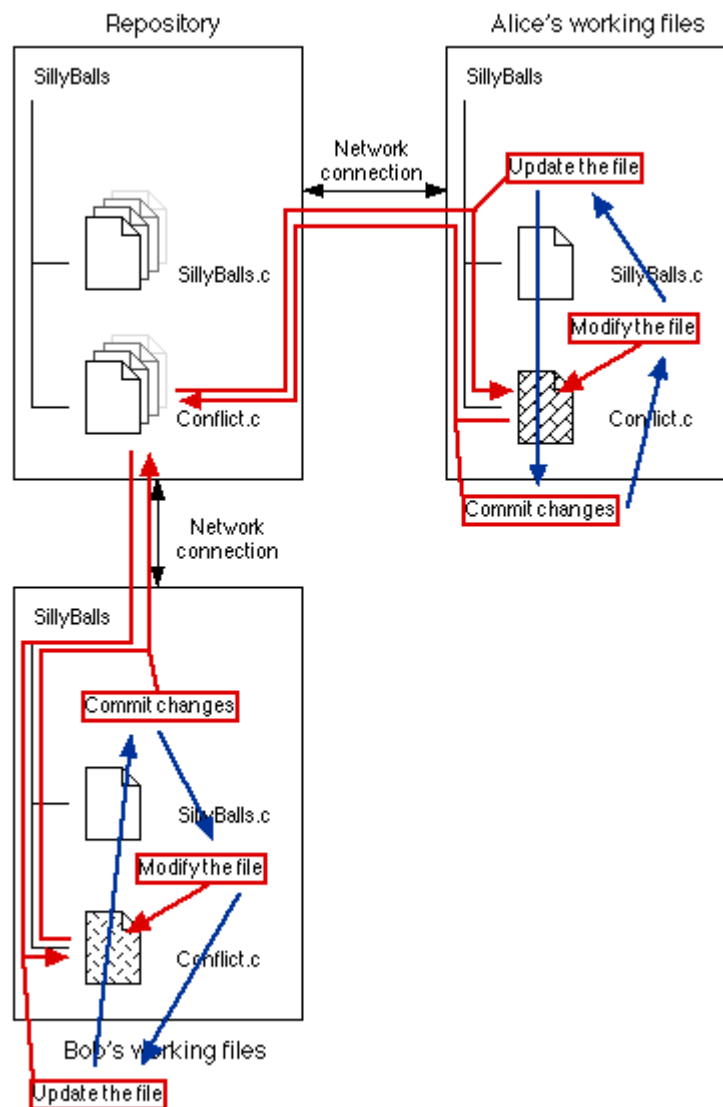 Repository
Alice's working files
SillyBalls
SillyBalls
Network
connection
Update the file
SillyBalls.c
SillyBalls.c
Modify the file
Conflict.c
Conflict.c
Commit changes
Network
connection
SillyBalls
Commit changes
SillyBalls.c
Modify the file
Conflict.c
Bob's working files
Update the file